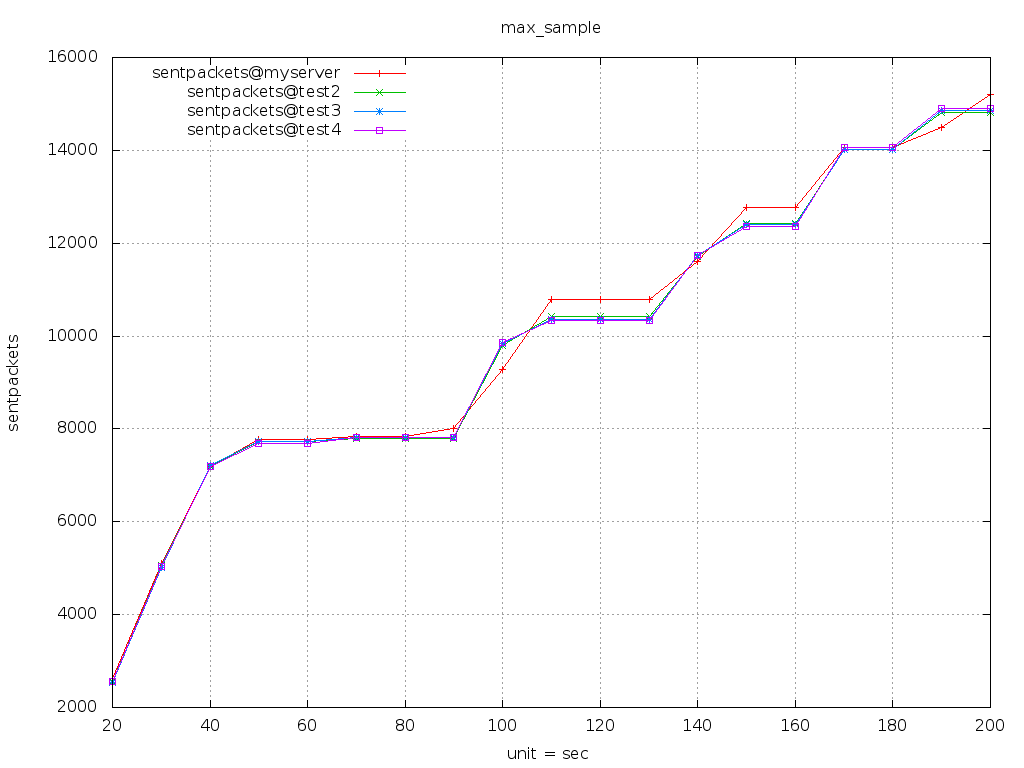 max_sample
16000
14000
12000
10000
8000
6000
4000
2000
sentpackets
sentpackets@myserver
sentpackets@test2
sentpackets@test3
sentpackets@test4
20 40 60 80 100 120 140 160 180 200
unit = sec